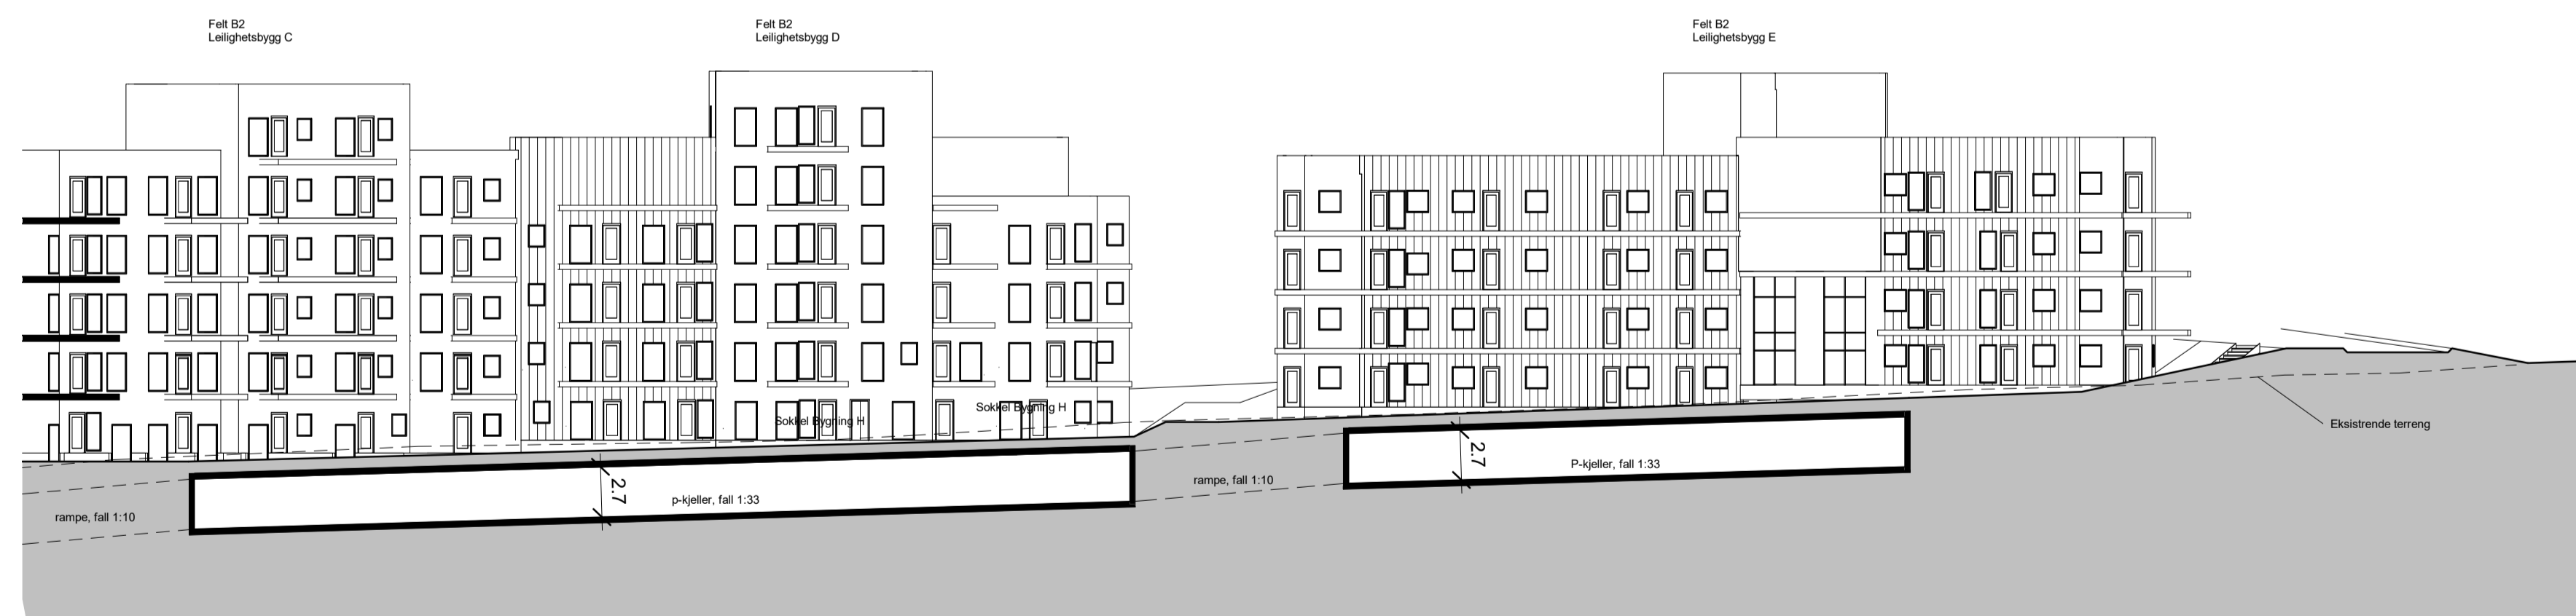 Felt B2
Leilighetsbygg C
Felt B2
Leilighetsbygg D
Felt B2
Leilighetsbygg E
Sokkel Bygning H
Sokkel Bygning H
Eksistrende terreng
2.7
P-kjeller, fall 1:33
rampe, fall 1:10
2.7
p-kjeller, fall 1:33
rampe, fall 1:10